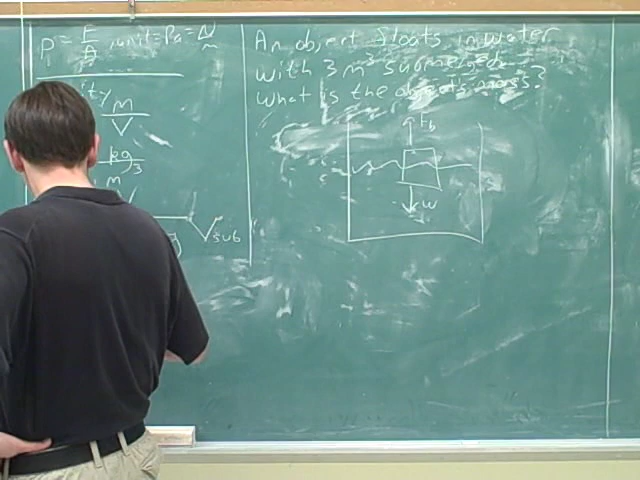 P = F/A unit = Pa = N/m
ity
m/V
kg/m3
V
Vsub
g
An object floats in water
with 3 m³ submerged.
What is the object's mass?
Fb
w